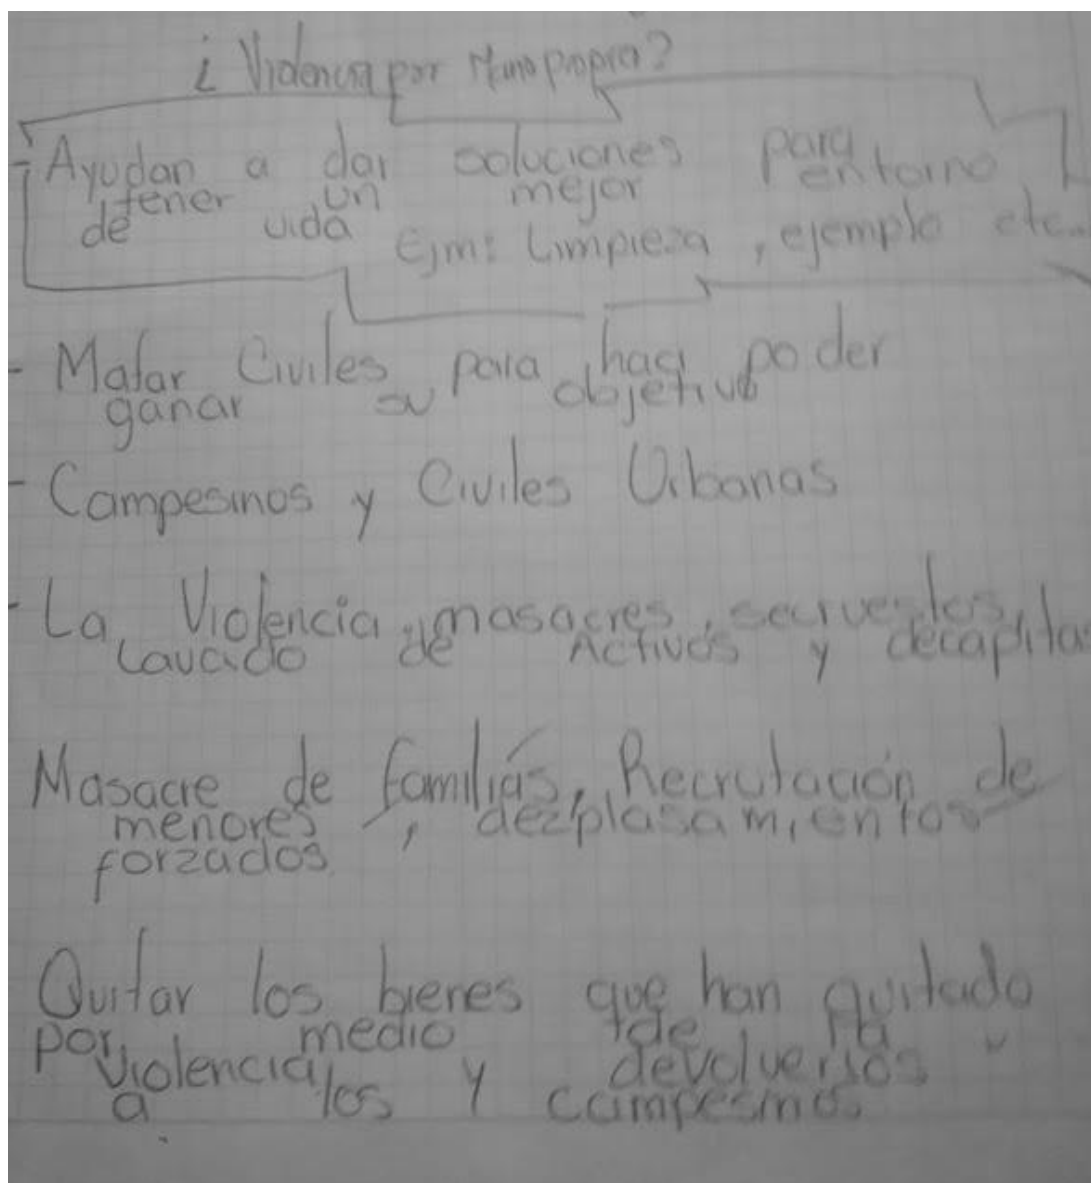 ¿Violencia por Mano propia?
- Ayudan a dar soluciones para
tener un mejor entorno
de vida Ejm: Limpieza, ejemplo etc..
- Matar Civiles para hacer poder
ganar su objetivo
- Campesinos y Civiles Urbanas
- La Violencia, masacres, secruestos,
Lavado de Activos y decapita
Masacre de familias, Recrutación de
menores, dezplasamientos
forzados
Quitar los bienes que han quitado
por medio de la
violencia y devolverlos
a los campesinos